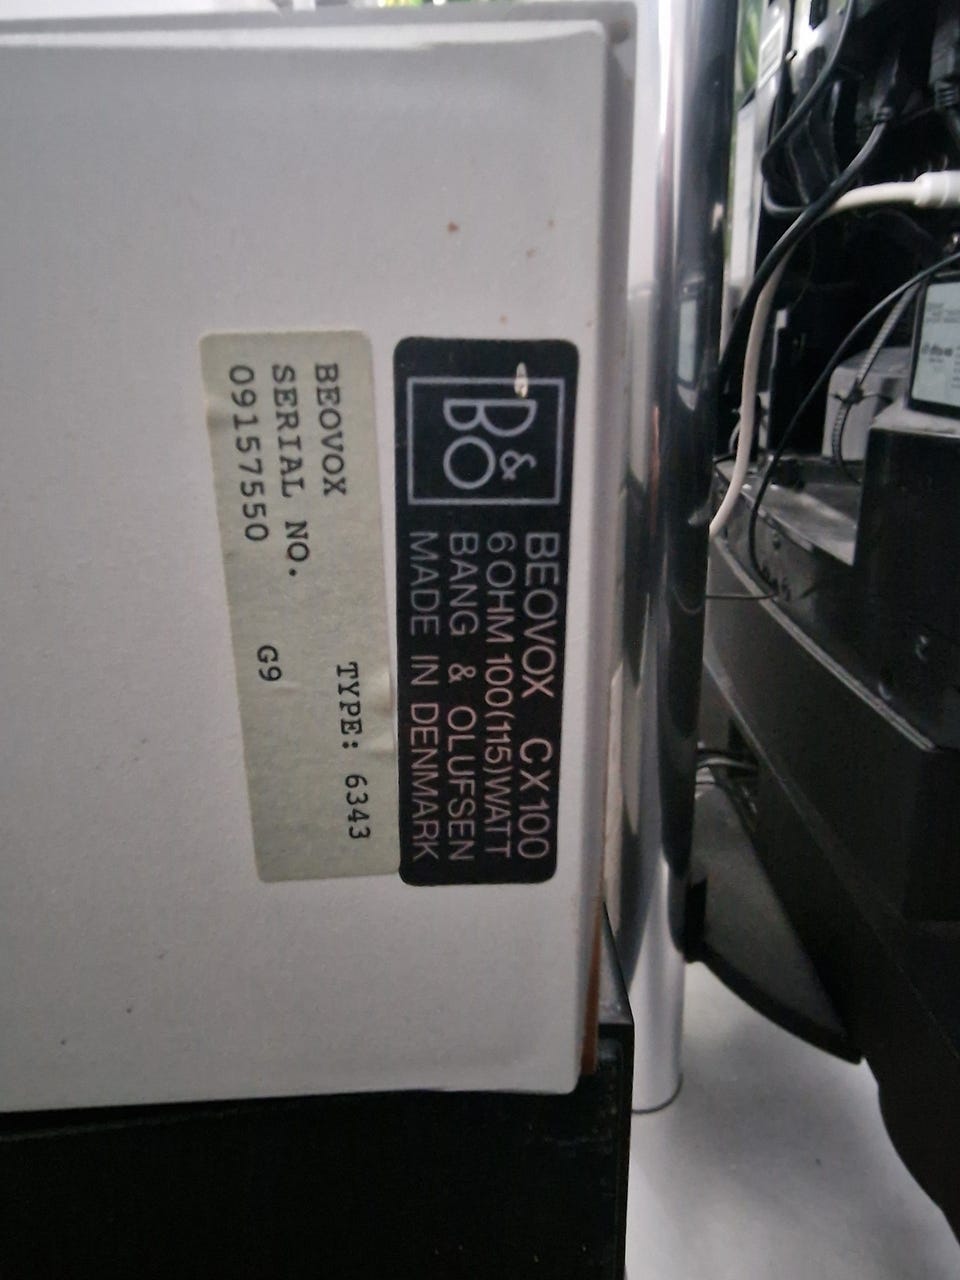 B&O
BEOVOX CX100
6 OHM 100(115)WATT
BANG & OLUFSEN
MADE IN DENMARK
BEOVOX TYPE: 6343
SERIAL NO.
09157550 G9